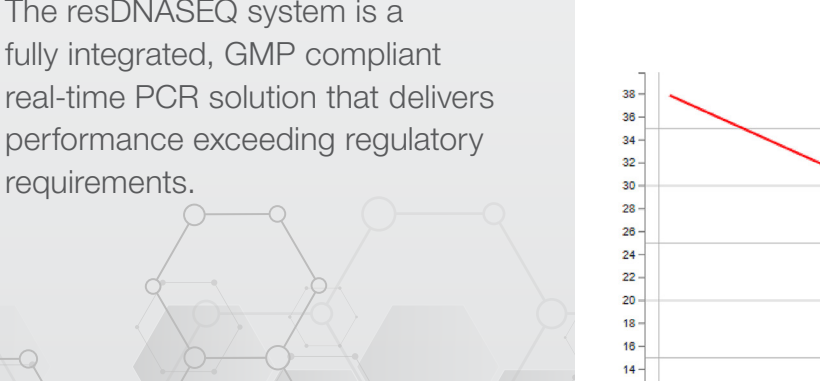 The resDNASEQ system is a
fully integrated, GMP compliant
real-time PCR solution that delivers
performance exceeding regulatory
requirements.
38
36
34
32
30
28
26
24
22
20
18
16
14